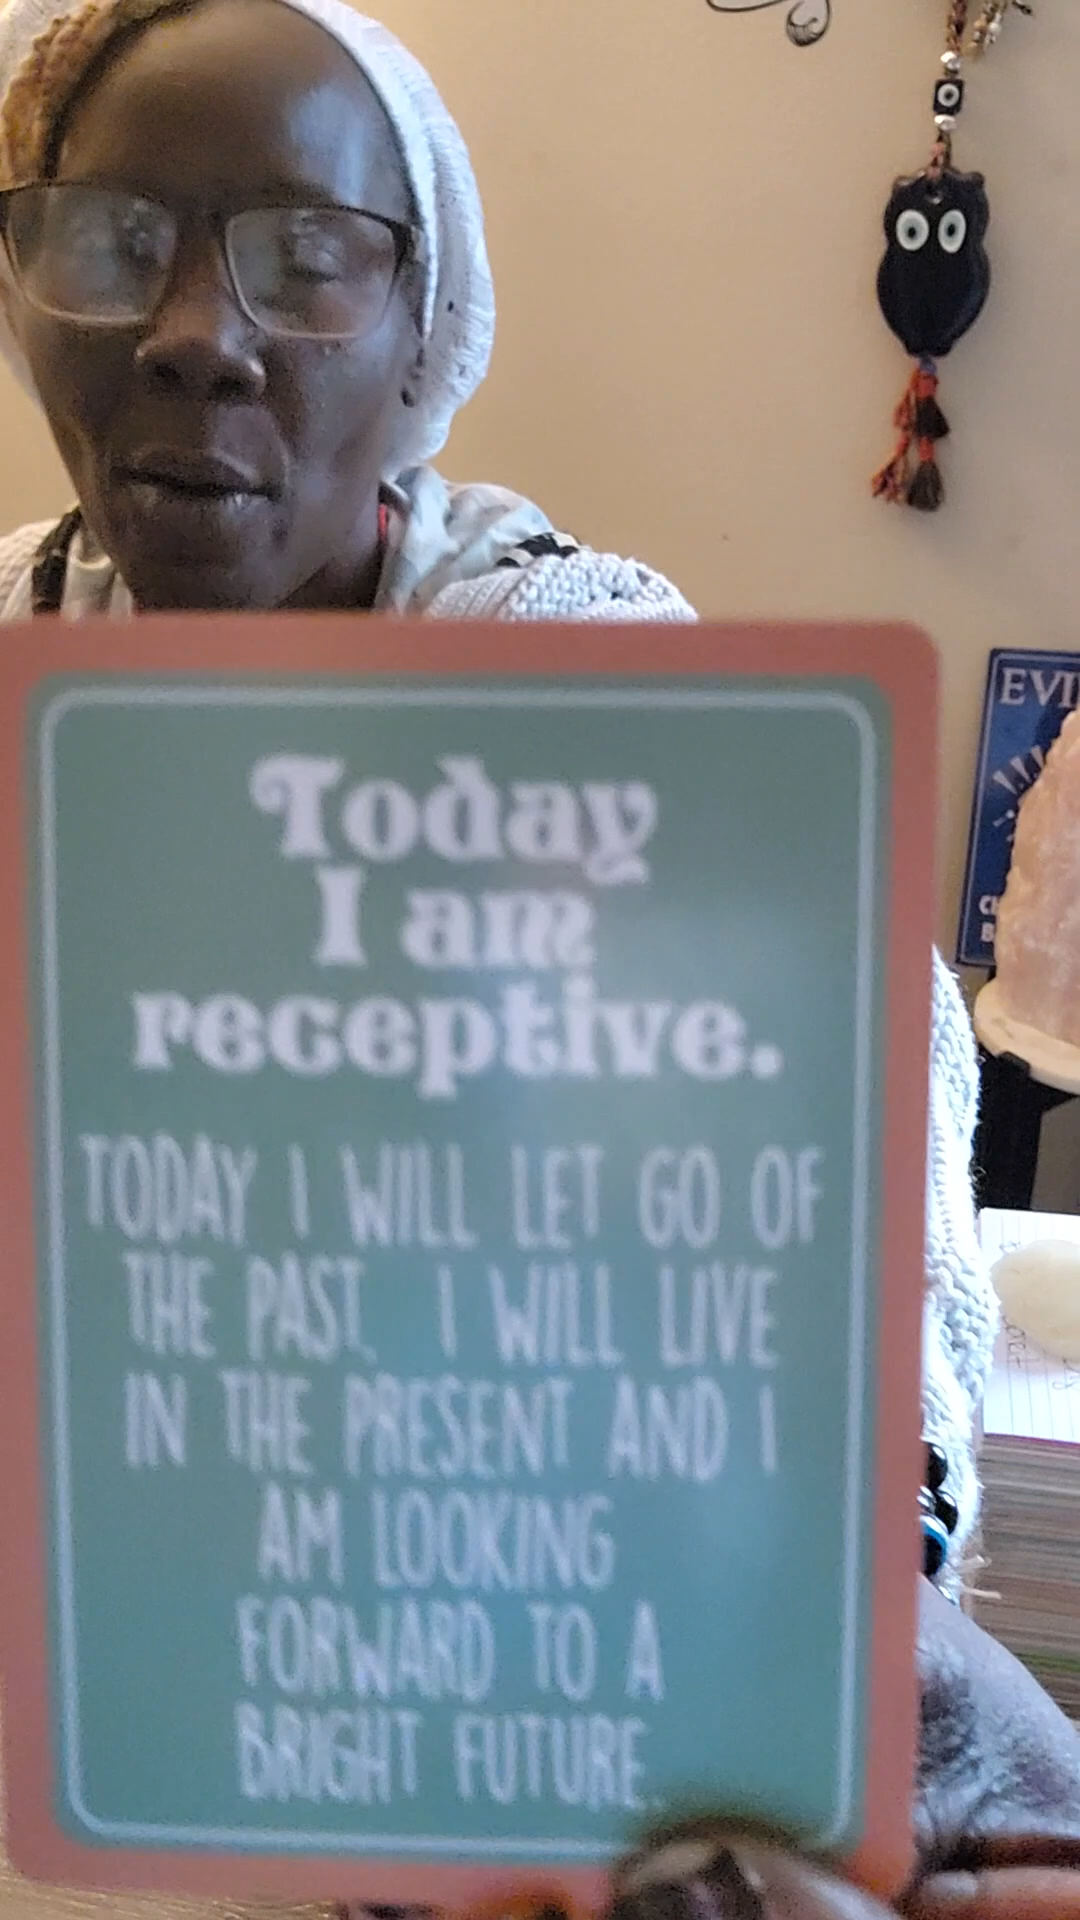 Today
I am
receptive.
TODAY I WILL LET GO OF
THE PAST. I WILL LIVE
IN THE PRESENT AND I
AM LOOKING
FORWARD TO A
BRIGHT FUTURE.